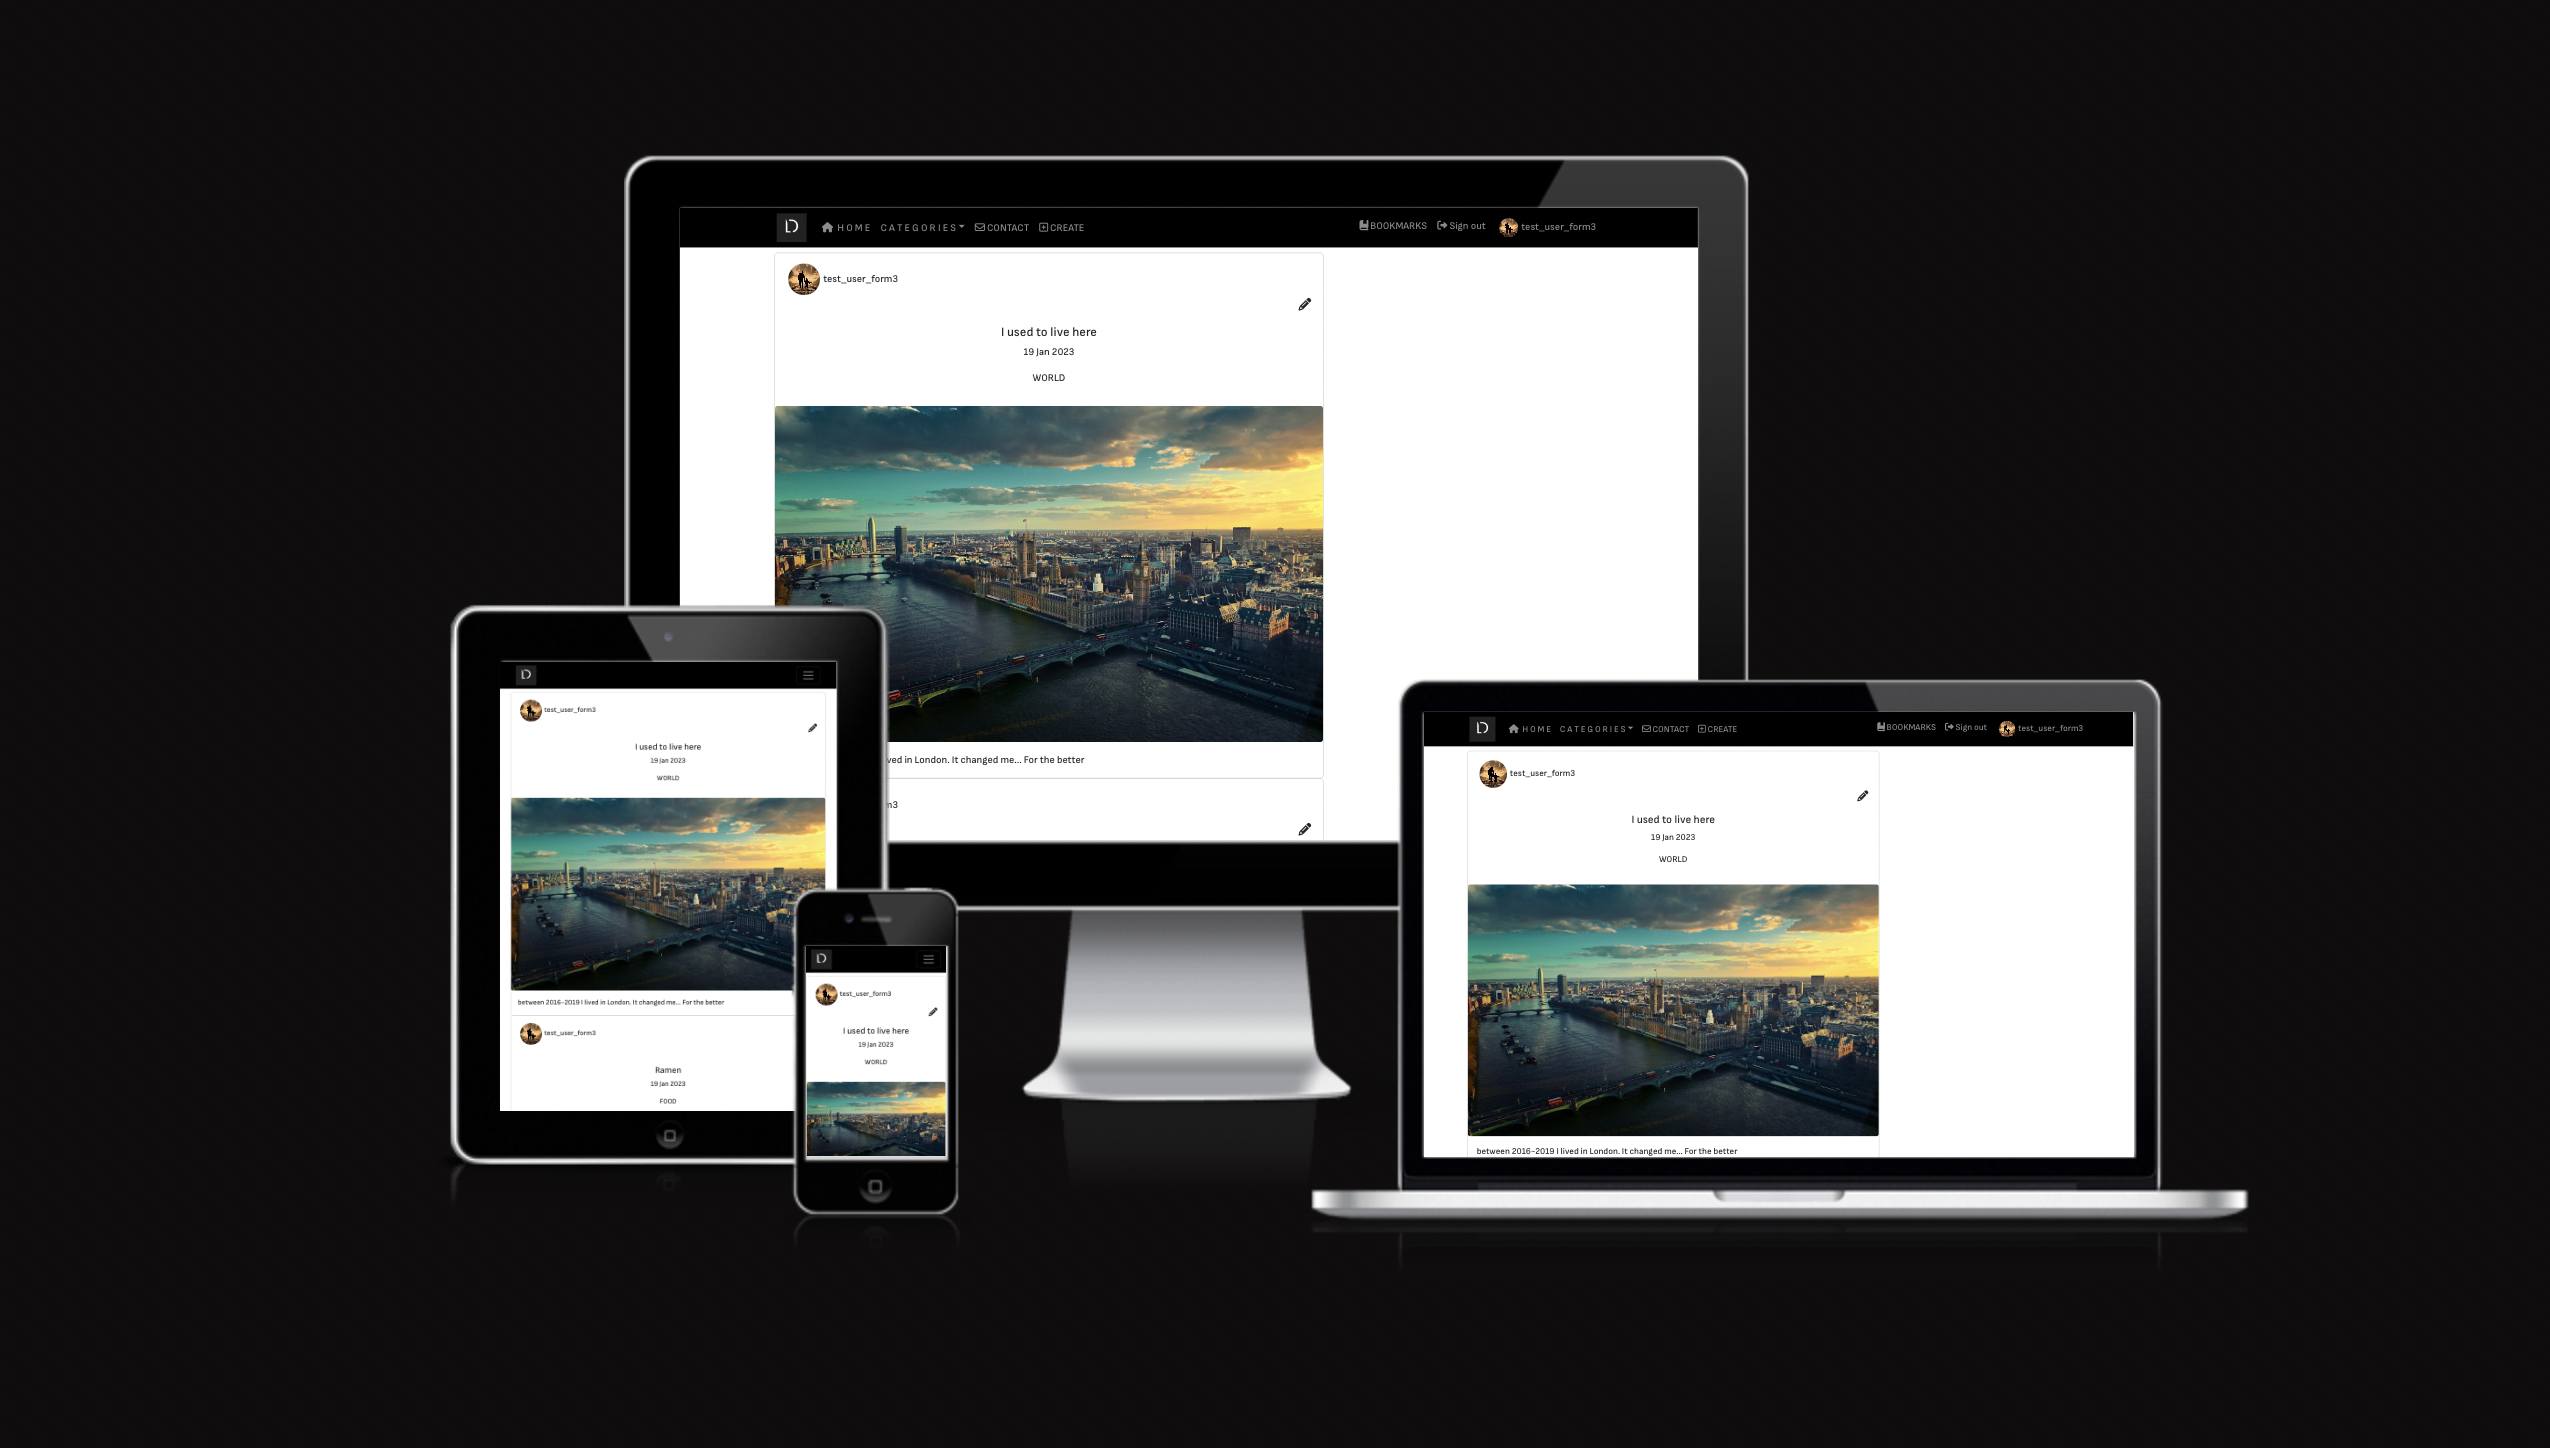 HOME CATEGORIES CONTACT CREATE BOOKMARKS Sign out test_user_form3
test_user_form3
I used to live here
19 Jan 2023
WORLD
ved in London. It changed me... For the better
m3
test_user_form3
I used to live here
19 Jan 2023
WORLD
between 2016-2019 I lived in London. It changed me... For the better
test_user_form3
Ramen
19 Jan 2023
FOOD
test_user_form3
I used to live here
19 Jan 2023
WORLD
HOME CATEGORIES CONTACT CREATE BOOKMARKS Sign out test_user_form3
test_user_form3
I used to live here
19 Jan 2023
WORLD
between 2016-2019 I lived in London. It changed me... For the better